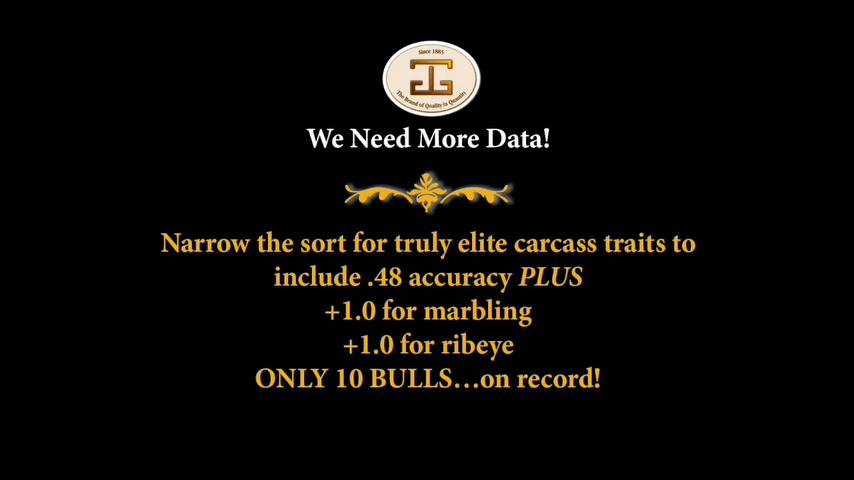 Since 1885
The Brand of Quality in Quantity
We Need More Data!
Narrow the sort for truly elite carcass traits to
include .48 accuracy PLUS
+1.0 for marbling
+1.0 for ribeye
ONLY 10 BULLS…on record!